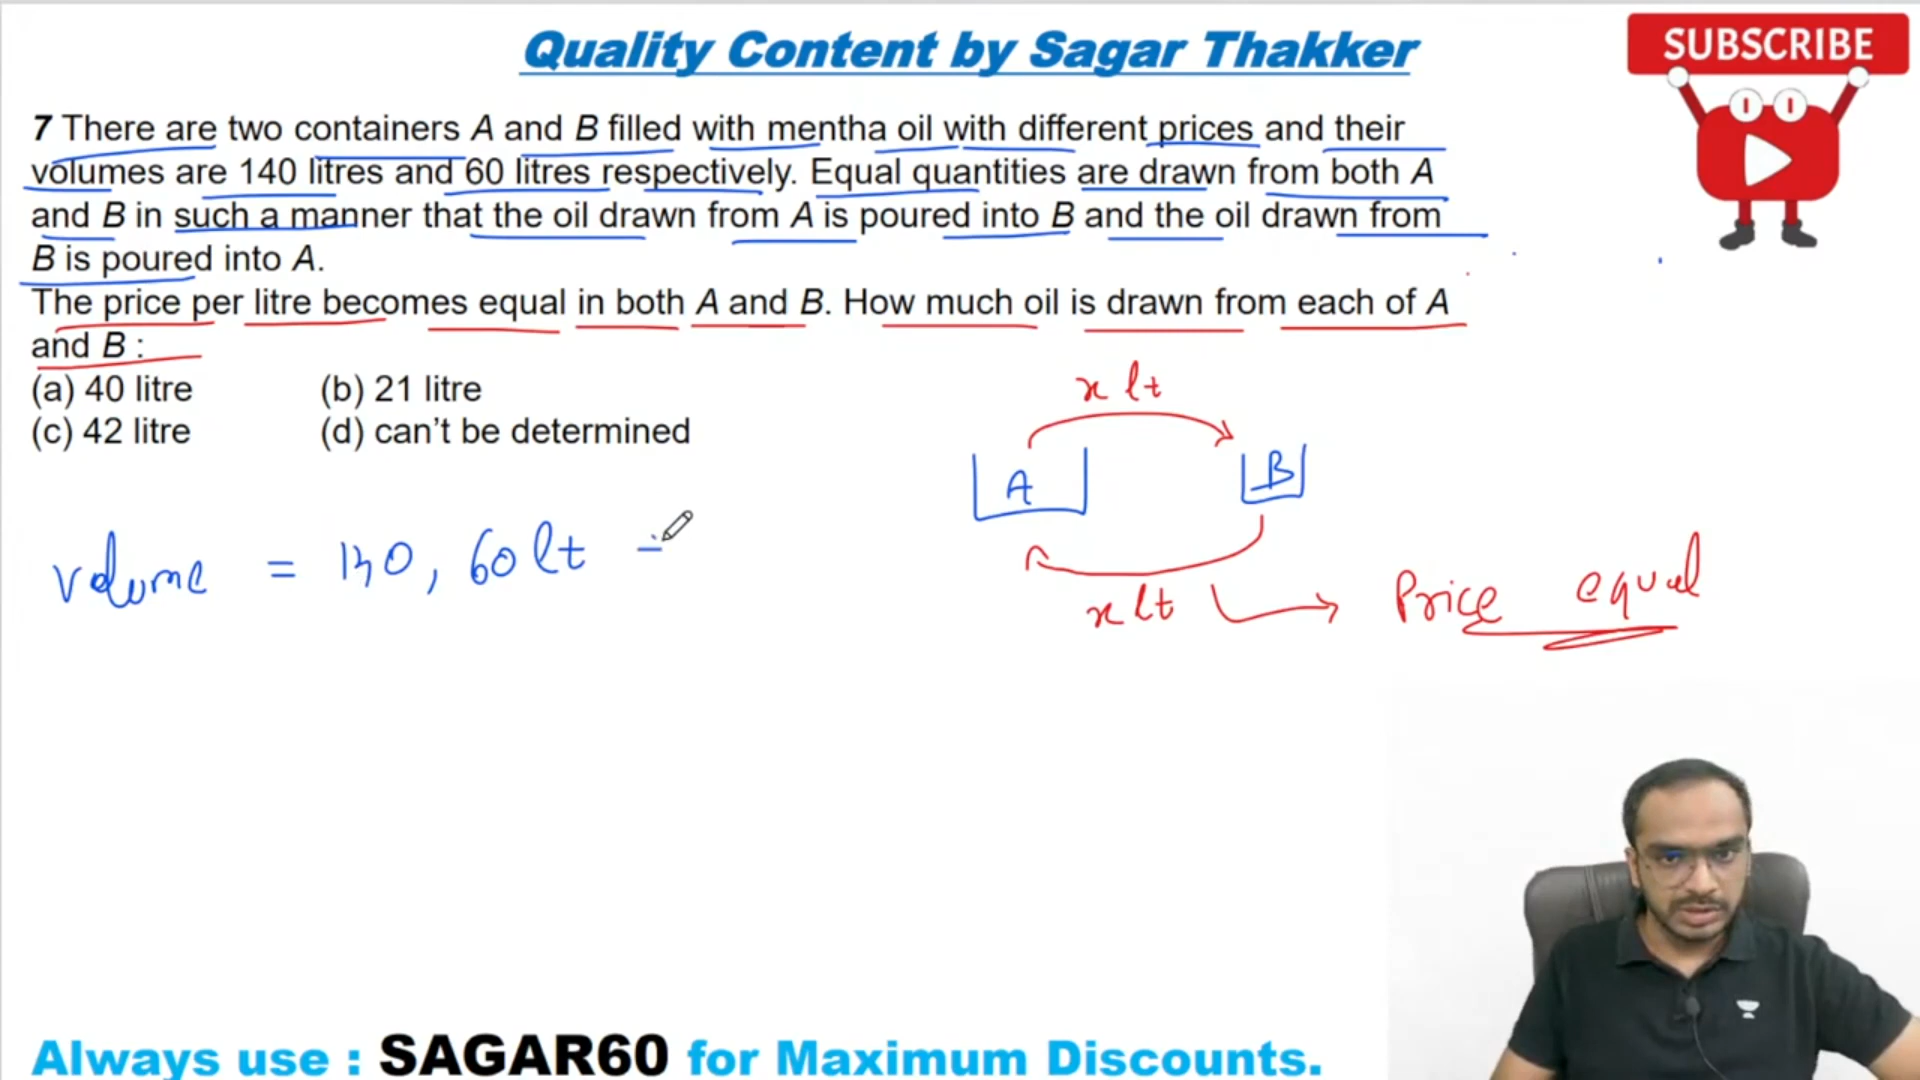 Quality Content by Sagar Thakker
SUBSCRIBE
7 There are two containers A and B filled with mentha oil with different prices and their
volumes are 140 litres and 60 litres respectively. Equal quantities are drawn from both A
and B in such a manner that the oil drawn from A is poured into B and the oil drawn from
B is poured into A.
The price per litre becomes equal in both A and B. How much oil is drawn from each of A
and B :
(a) 40 litre (b) 21 litre
(c) 42 litre (d) can't be determined
x lt
A B
volume = 140, 60 lt
x lt
Price equal
Always use : SAGAR60 for Maximum Discounts.